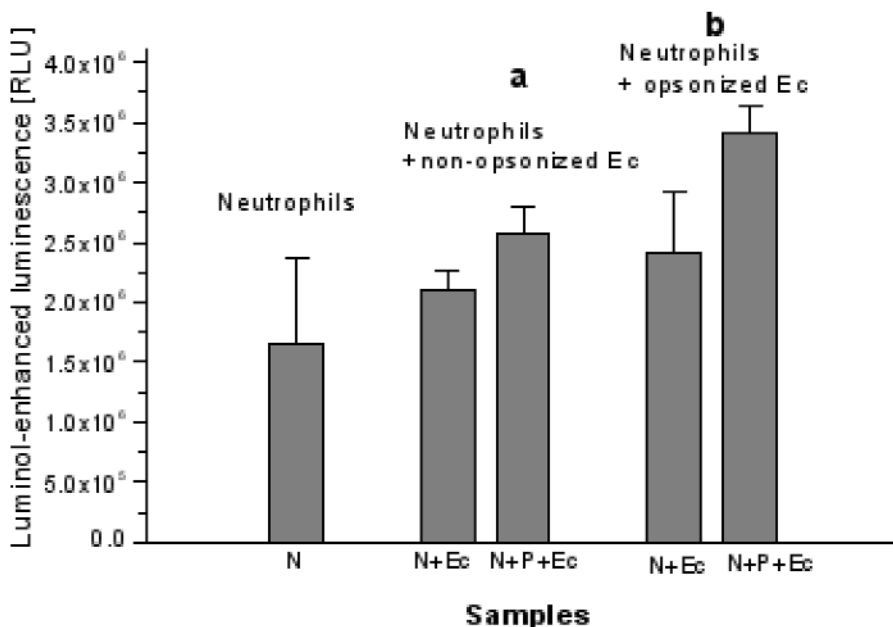 b
Neutrophils
+ opsonized Ec
a
Neutrophils
+non-opsonized Ec
Neutrophils
Luminol-enhanced luminescence [RLU]
4.0x10⁶
3.5x10⁶
3.0x10⁶
2.5x10⁶
2.0x10⁶
1.5x10⁶
1.0x10⁶
5.0x10⁵
0.0
N
N+Ec
N+P+Ec
N+Ec
N+P+Ec
Samples